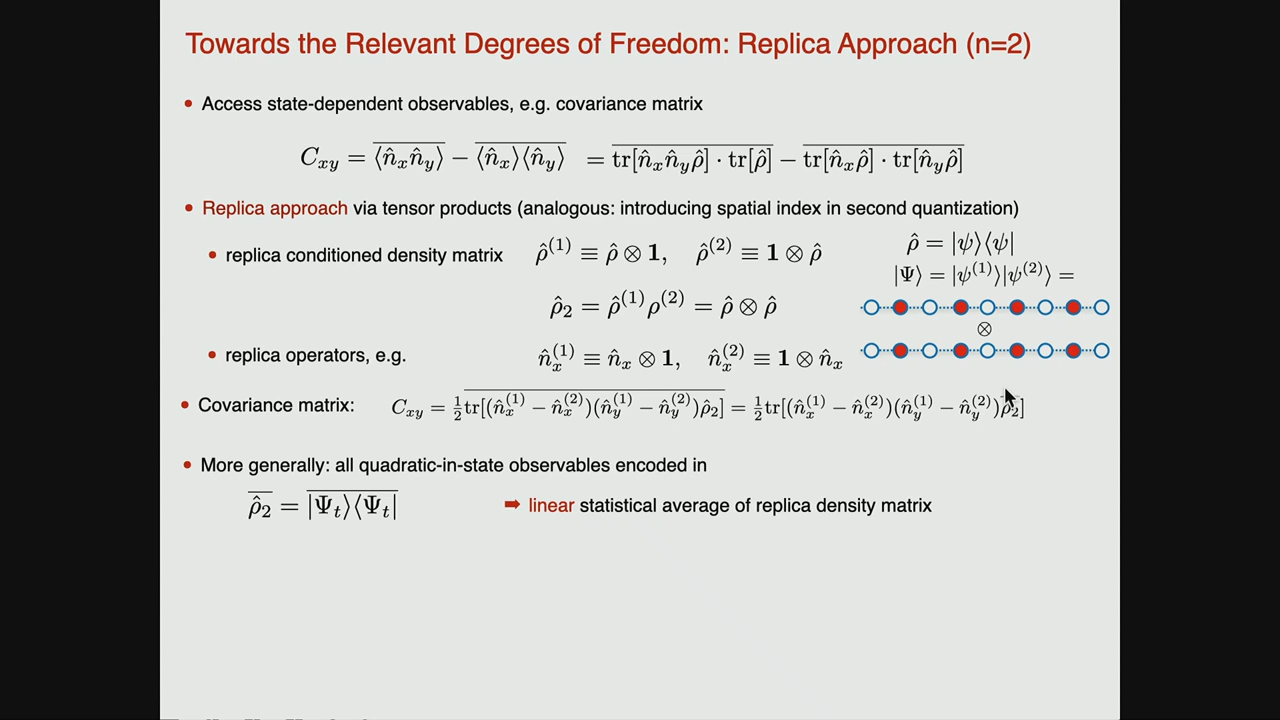 Towards the Relevant Degrees of Freedom: Replica Approach (n=2)
• Access state-dependent observables, e.g. covariance matrix
$C_{xy} = \overline{\langle \hat{n}_x \hat{n}_y \rangle} - \overline{\langle \hat{n}_x \rangle \langle \hat{n}_y \rangle} = \overline{\mathrm{tr}[\hat{n}_x \hat{n}_y \hat{\rho}] \cdot \mathrm{tr}[\hat{\rho}]} - \overline{\mathrm{tr}[\hat{n}_x \hat{\rho}] \cdot \mathrm{tr}[\hat{n}_y \hat{\rho}]}$
• Replica approach via tensor products (analogous: introducing spatial index in second quantization)
• replica conditioned density matrix $\hat{\rho}^{(1)} \equiv \hat{\rho} \otimes \mathbf{1}, \quad \hat{\rho}^{(2)} \equiv \mathbf{1} \otimes \hat{\rho}$
$\hat{\rho} = |\psi\rangle\langle\psi|$
$|\Psi\rangle = |\psi^{(1)}\rangle|\psi^{(2)}\rangle =$
$\hat{\rho}_2 = \hat{\rho}^{(1)} \rho^{(2)} = \hat{\rho} \otimes \hat{\rho}$
⊗
• replica operators, e.g. $\hat{n}_x^{(1)} \equiv \hat{n}_x \otimes \mathbf{1}, \quad \hat{n}_x^{(2)} \equiv \mathbf{1} \otimes \hat{n}_x$
• Covariance matrix: $C_{xy} = \frac{1}{2}\overline{\mathrm{tr}[(\hat{n}_x^{(1)} - \hat{n}_x^{(2)})(\hat{n}_y^{(1)} - \hat{n}_y^{(2)})\hat{\rho}_2]} = \frac{1}{2}\mathrm{tr}[(\hat{n}_x^{(1)} - \hat{n}_x^{(2)})(\hat{n}_y^{(1)} - \hat{n}_y^{(2)})\overline{\hat{\rho}_2}]$
• More generally: all quadratic-in-state observables encoded in
$\overline{\hat{\rho}_2} = \overline{|\Psi_t\rangle\langle\Psi_t|}$ ➡ linear statistical average of replica density matrix